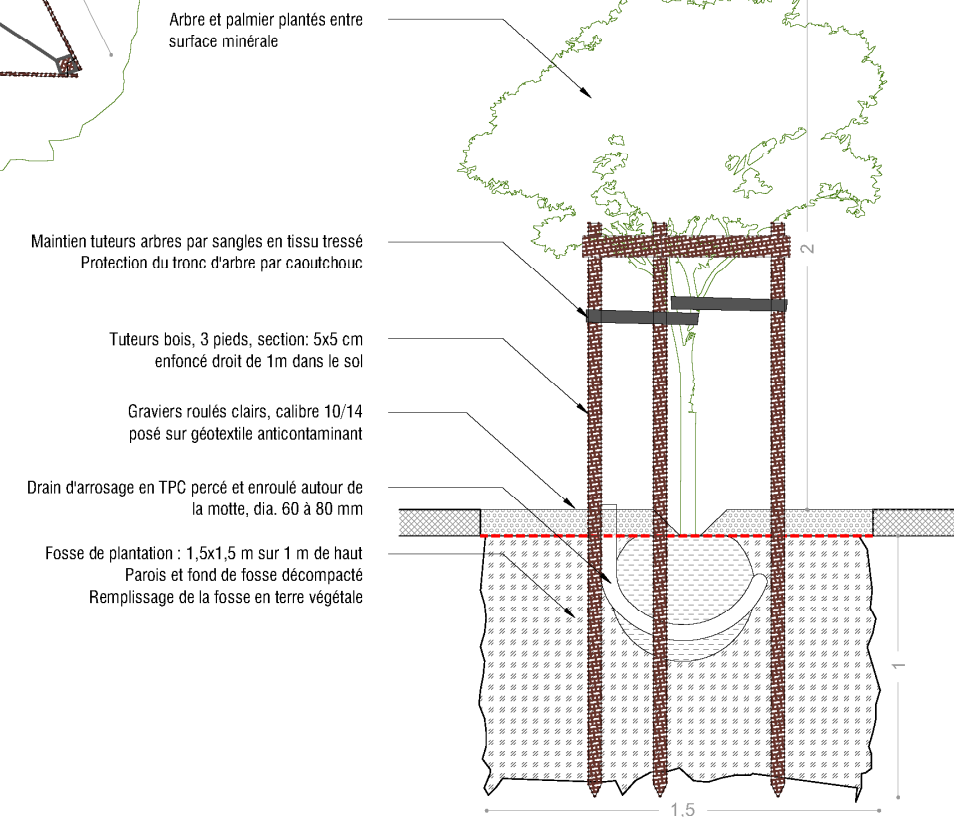 Arbre et palmier plantés entre
surface minérale
Maintien tuteurs arbres par sangles en tissu tressé
Protection du tronc d'arbre par caoutchouc
Tuteurs bois, 3 pieds, section: 5x5 cm
enfoncé droit de 1m dans le sol
Graviers roulés clairs, calibre 10/14
posé sur géotextile anticontaminant
Drain d'arrosage en TPC percé et enroulé autour de
la motte, dia. 60 à 80 mm
Fosse de plantation : 1,5x1,5 m sur 1 m de haut
Parois et fond de fosse décompacté
Remplissage de la fosse en terre végétale
2
1
1,5